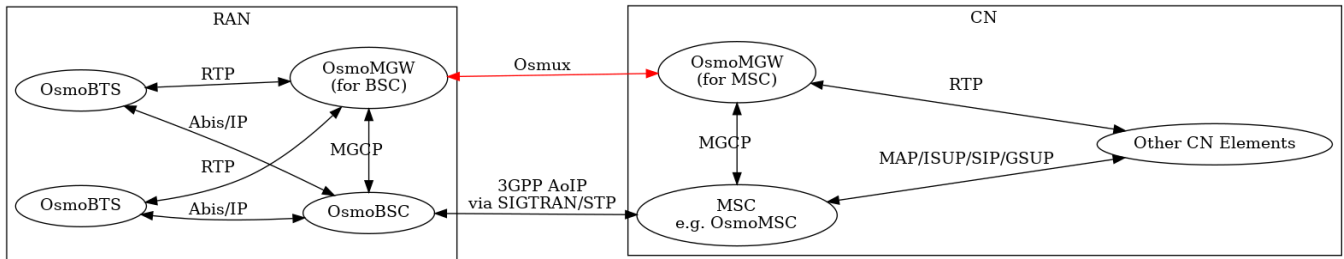 RAN
CN
OsmoBTS
RTP
OsmoMGW
(for BSC)
Osmux
OsmoMGW
(for MSC)
RTP
Abis/IP
MGCP
MGCP
Other CN Elements
RTP
MAP/ISUP/SIP/GSUP
OsmoBTS
Abis/IP
OsmoBSC
3GPP AoIP
via SIGTRAN/STP
MSC
e.g. OsmoMSC